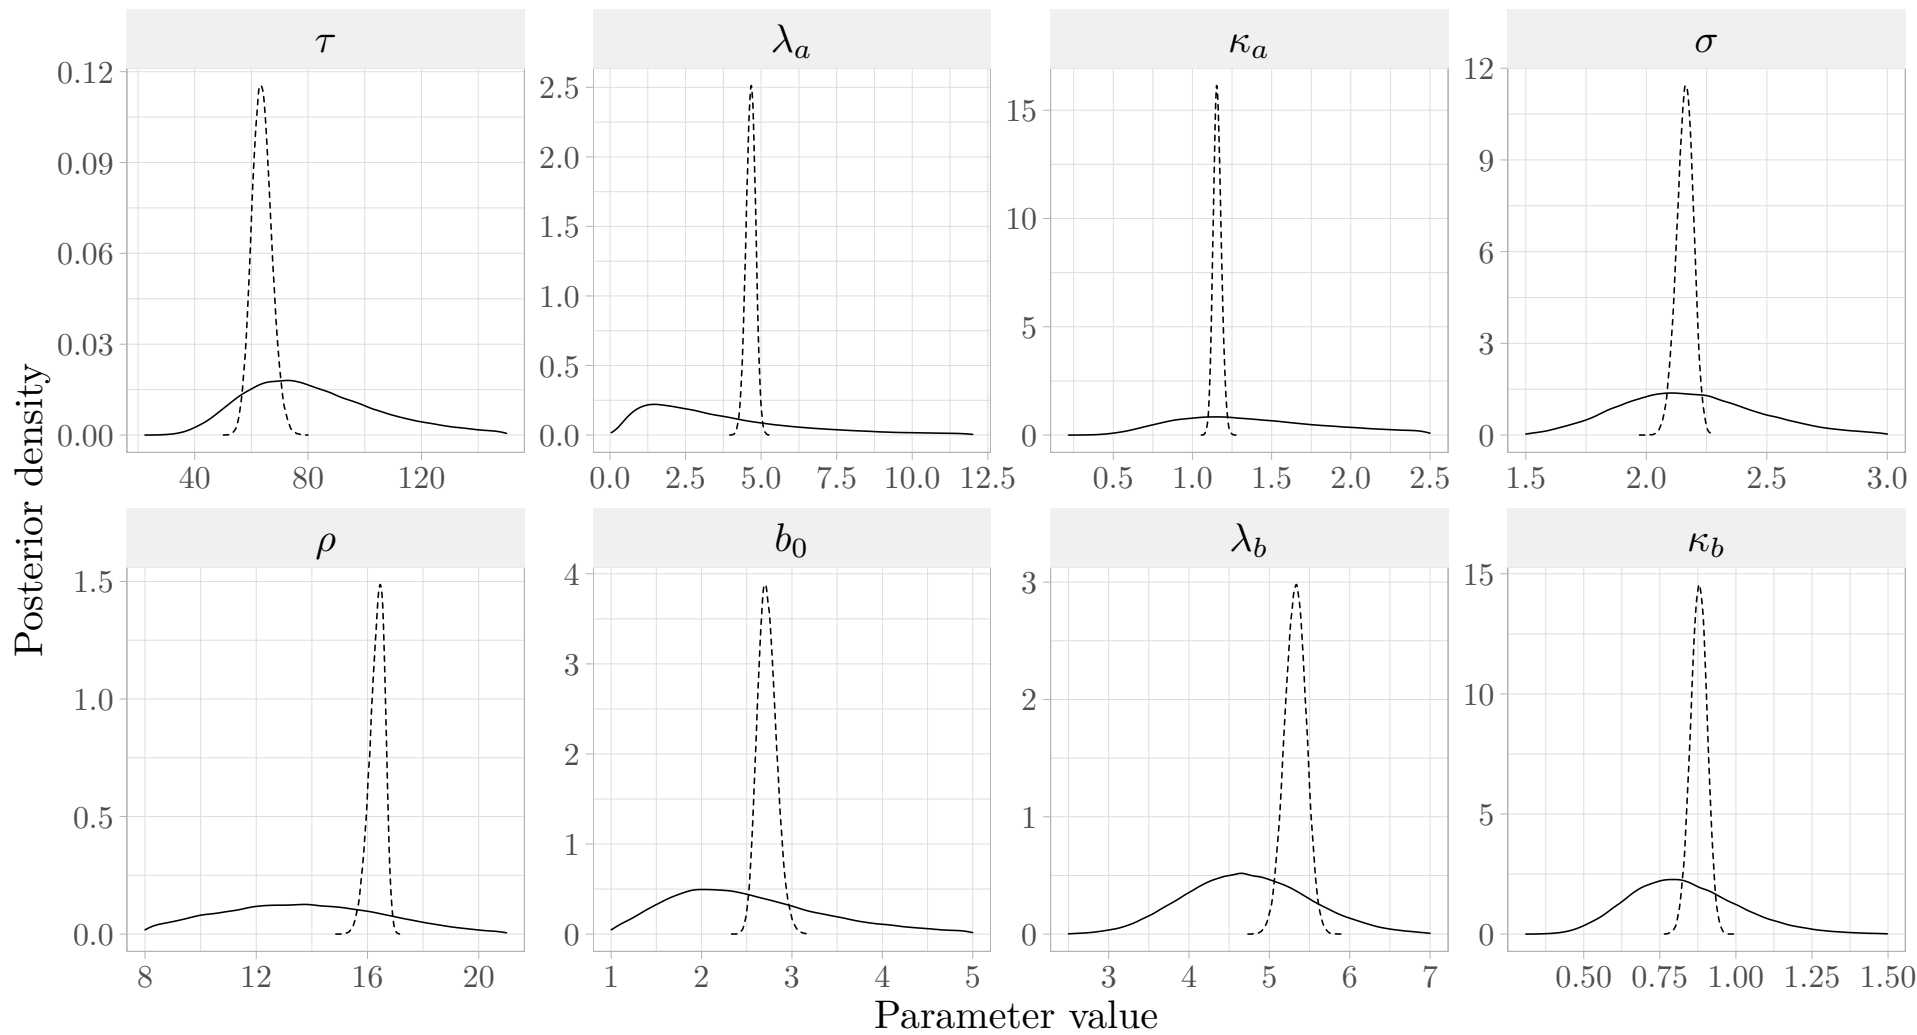 τ λₐ κₐ σ
0.12 2.5 15 12
0.09 2.0 10 9
0.06 1.5 5 6
0.03 1.0 0 3
0.00 0.5 0
0.0
40 80 120 0.0 2.5 5.0 7.5 10.0 12.5 0.5 1.0 1.5 2.0 2.5 1.5 2.0 2.5 3.0
Posterior density
ρ b₀ λ_b κ_b
1.5 4 3 15
1.0 3 2 10
0.5 2 1 5
0.0 1 0 0
0
8 12 16 20 1 2 3 4 5 3 4 5 6 7 0.50 0.75 1.00 1.25 1.50
Parameter value